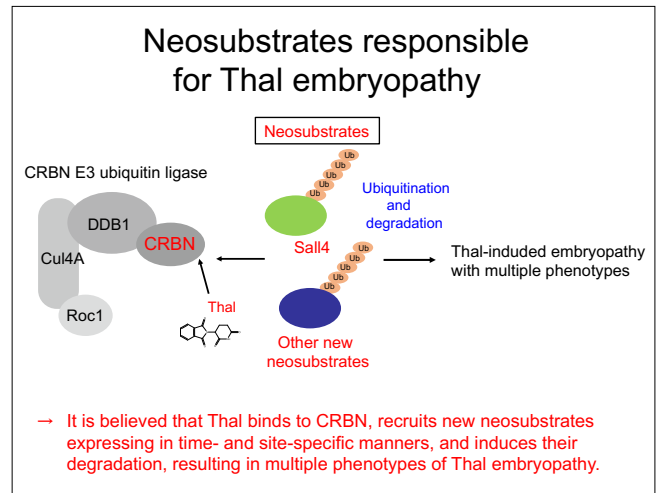 Neosubstrates responsible
for Thal embryopathy
Neosubstrates
CRBN E3 ubiquitin ligase
DDB1
CRBN
Cul4A
Roc1
Thal
Ub
Ub
Ub
Ub
Ub
Sall4
Ubiquitination
and
degradation
Ub
Ub
Ub
Ub
Ub
Other new
neosubstrates
Thal-induded embryopathy
with multiple phenotypes
→ It is believed that Thal binds to CRBN, recruits new neosubstrates
expressing in time- and site-specific manners, and induces their
degradation, resulting in multiple phenotypes of Thal embryopathy.